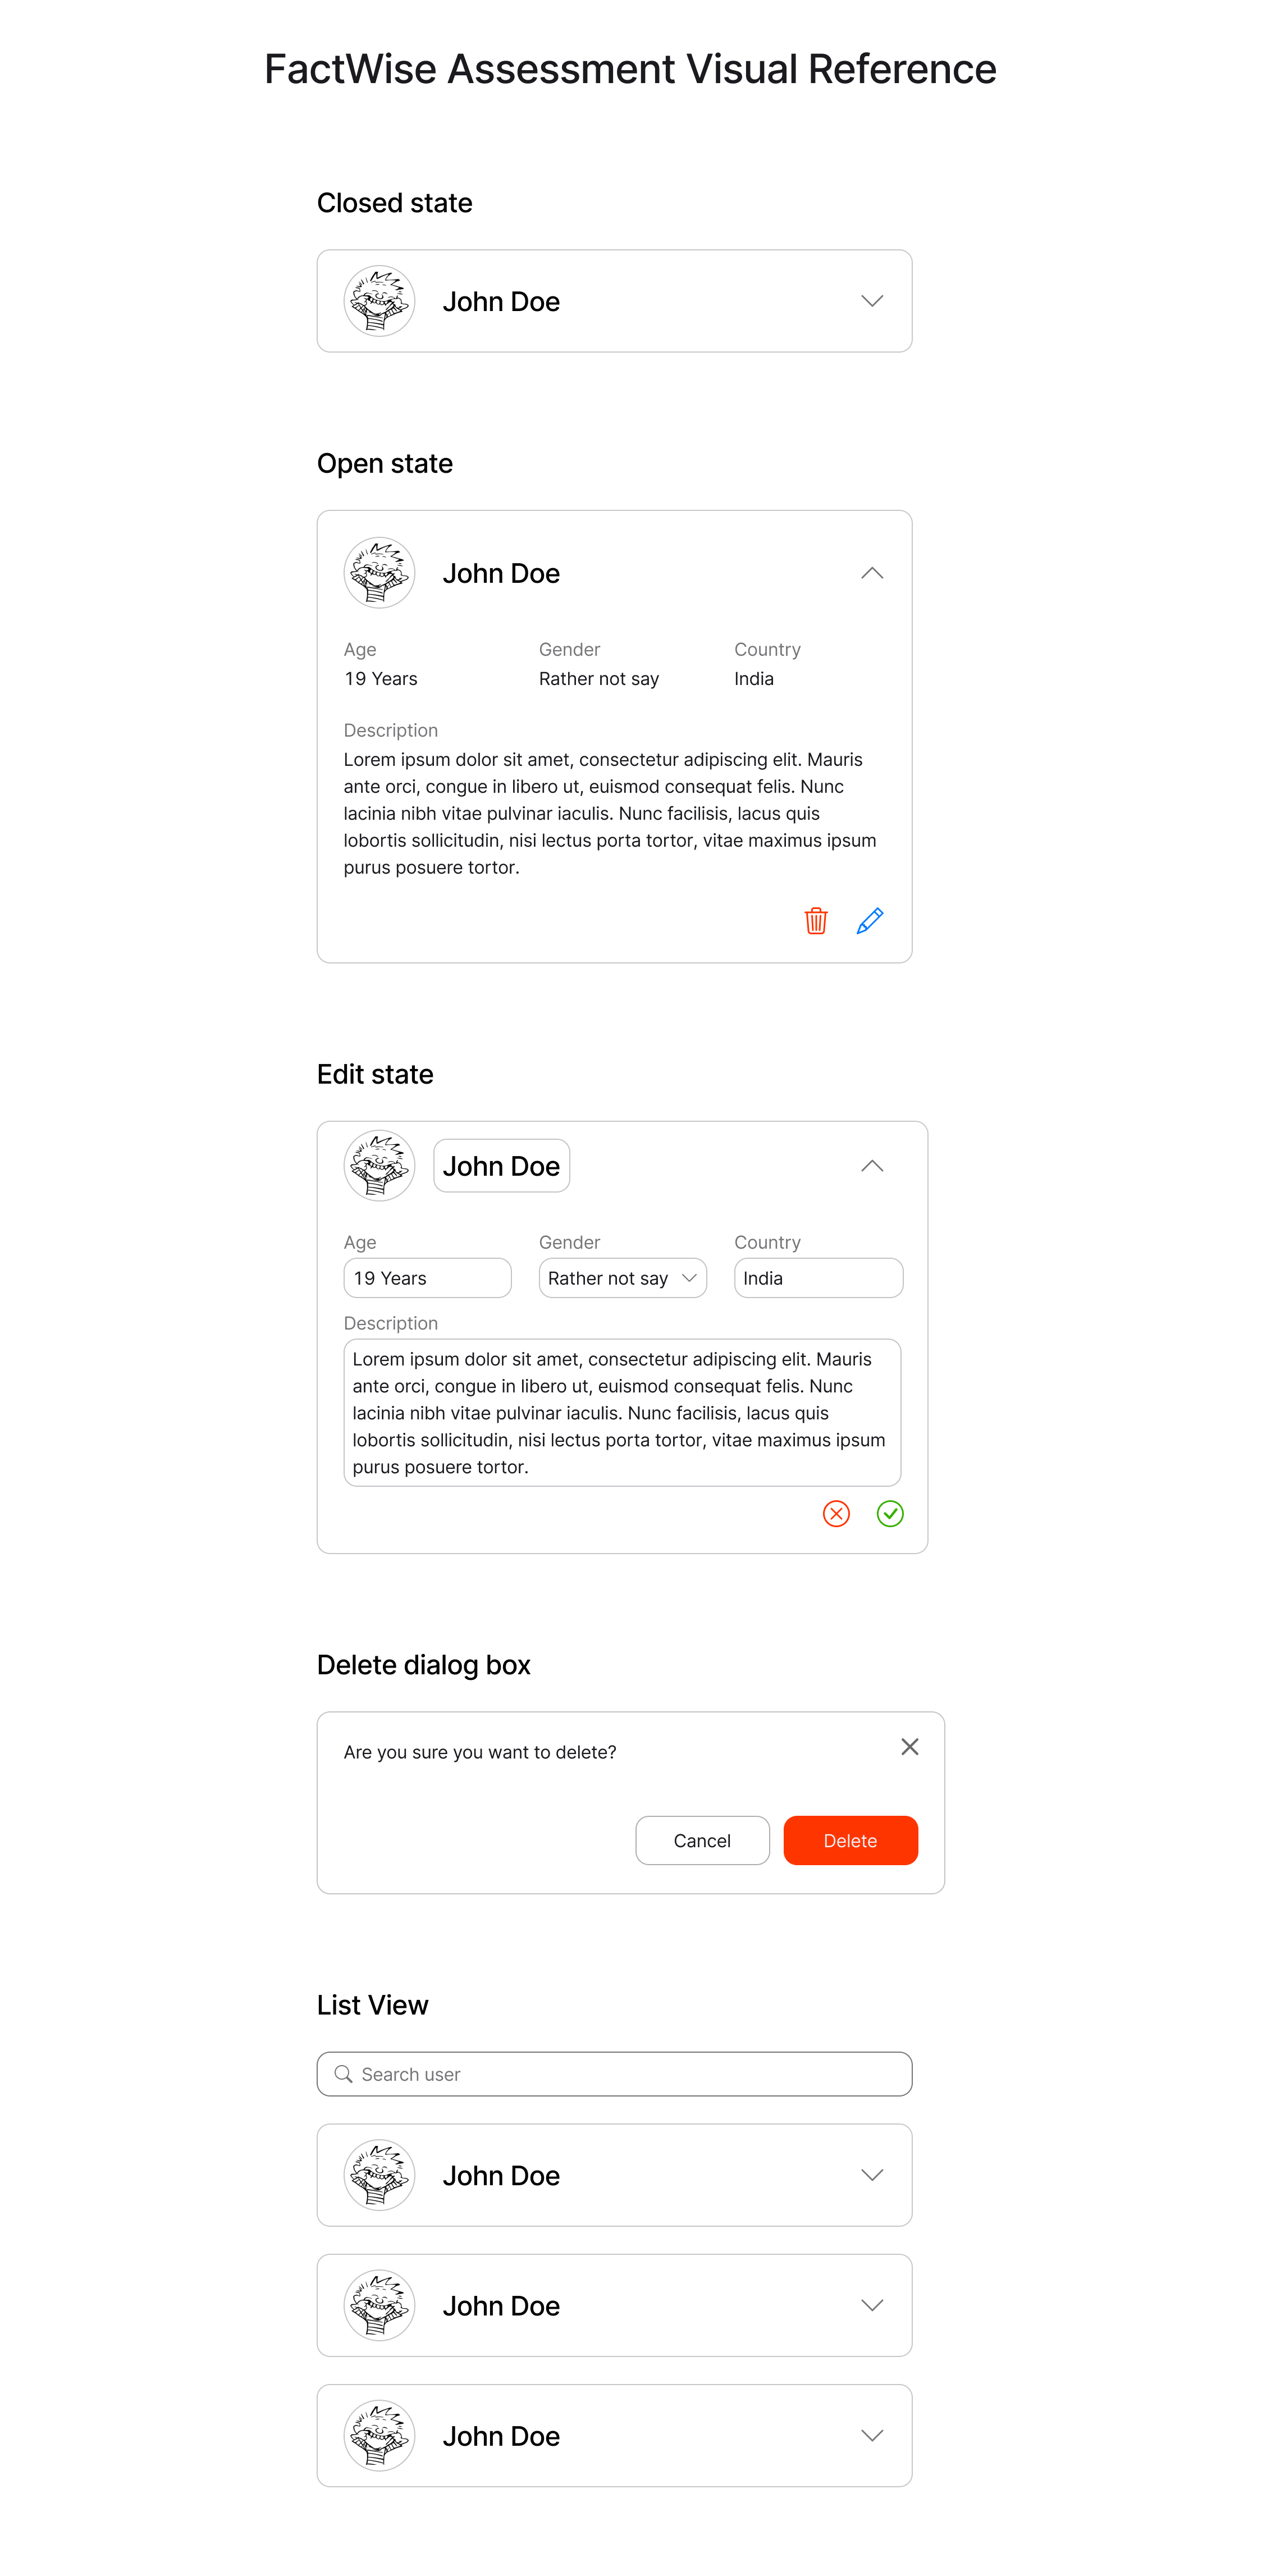 FactWise Assessment Visual Reference
Closed state
John Doe
Open state
John Doe
Age Gender Country
19 Years Rather not say India
Description
Lorem ipsum dolor sit amet, consectetur adipiscing elit. Mauris
ante orci, congue in libero ut, euismod consequat felis. Nunc
lacinia nibh vitae pulvinar iaculis. Nunc facilisis, lacus quis
lobortis sollicitudin, nisi lectus porta tortor, vitae maximus ipsum
purus posuere tortor.
Edit state
John Doe
Age Gender Country
19 Years Rather not say India
Description
Lorem ipsum dolor sit amet, consectetur adipiscing elit. Mauris
ante orci, congue in libero ut, euismod consequat felis. Nunc
lacinia nibh vitae pulvinar iaculis. Nunc facilisis, lacus quis
lobortis sollicitudin, nisi lectus porta tortor, vitae maximus ipsum
purus posuere tortor.
Delete dialog box
Are you sure you want to delete?
Cancel Delete
List View
Search user
John Doe
John Doe
John Doe